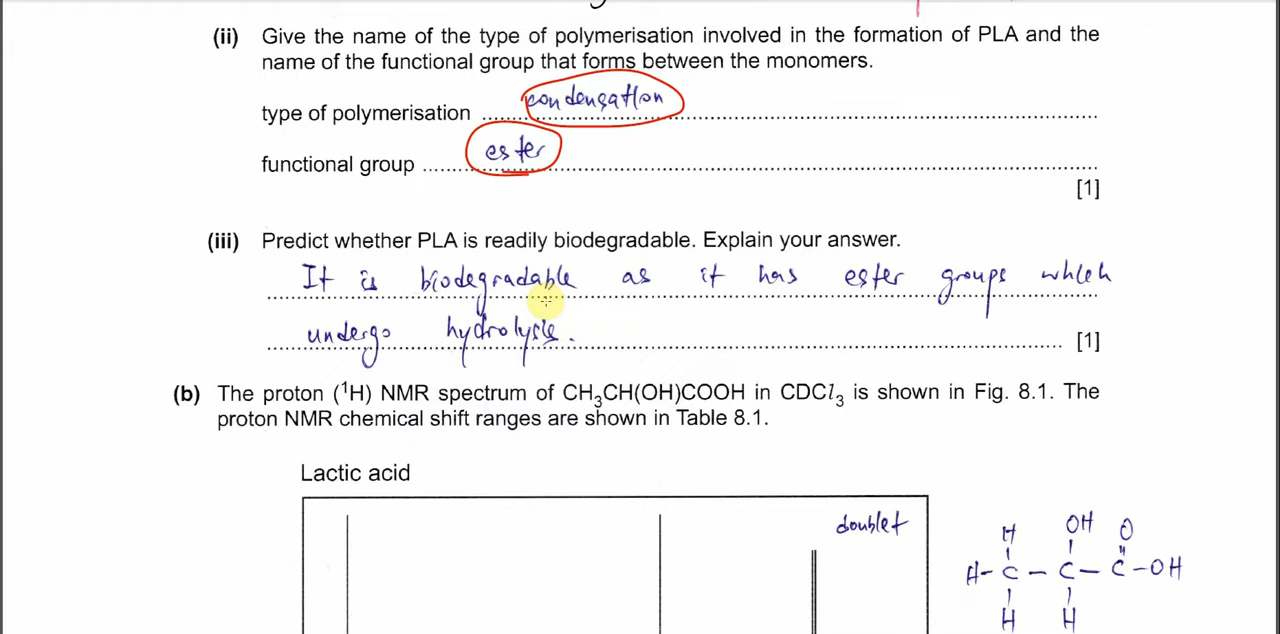 (ii) Give the name of the type of polymerisation involved in the formation of PLA and the
name of the functional group that forms between the monomers.
type of polymerisation ..... condensation .....
functional group ..... ester .....
[1]
(iii) Predict whether PLA is readily biodegradable. Explain your answer.
It is biodegradable as it has ester groups which
undergo hydrolysis. ..... [1]
(b) The proton (¹H) NMR spectrum of CH₃CH(OH)COOH in CDCl₃ is shown in Fig. 8.1. The
proton NMR chemical shift ranges are shown in Table 8.1.
Lactic acid
doublet
H OH O
H- C - C - C -OH
H H